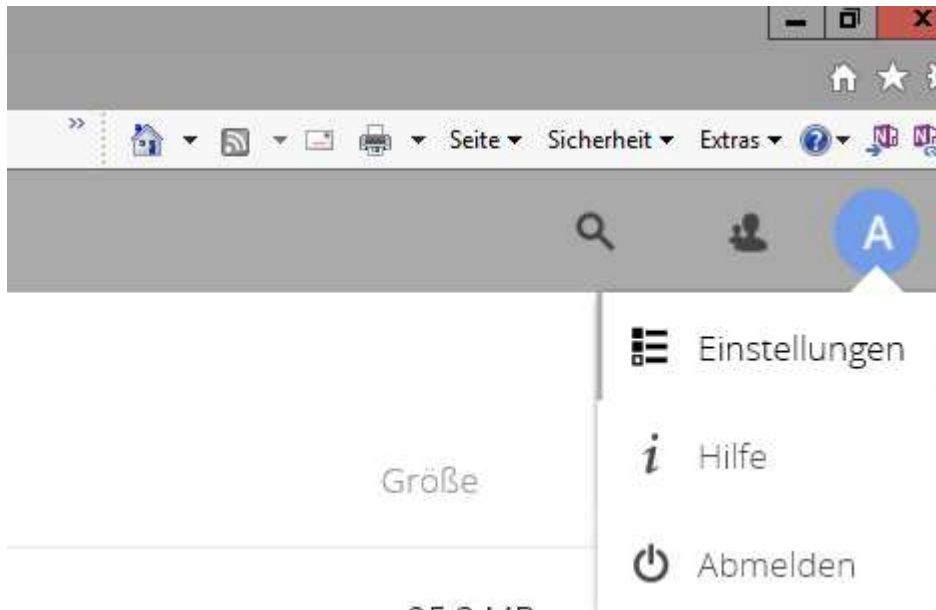 Seite Sicherheit Extras
A
Einstellungen
Hilfe
Größe
Abmelden